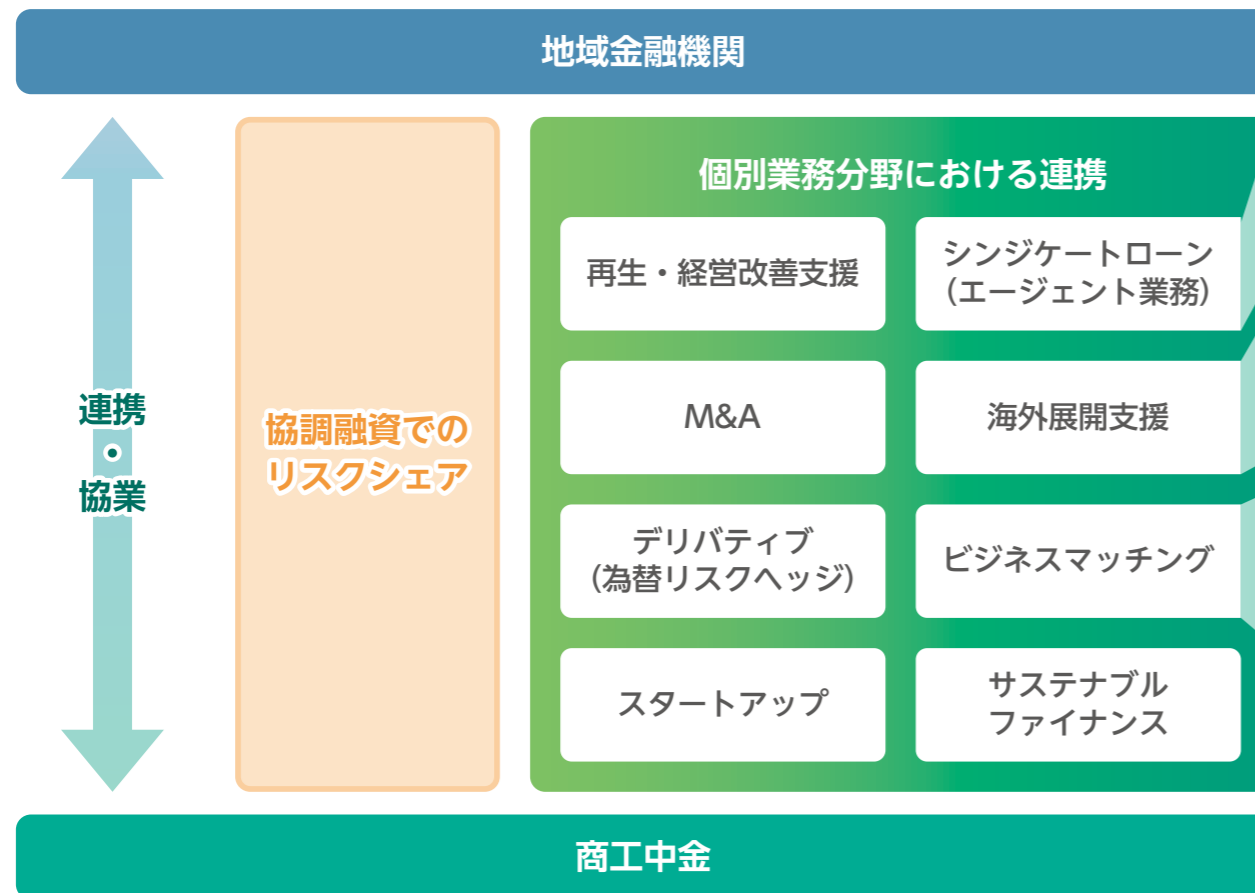 地域金融機関
連携
・
協業
協調融資での
リスクシェア
個別業務分野における連携
再生・経営改善支援
シンジケートローン
（エージェント業務）
M&A
海外展開支援
デリバティブ
（為替リスクヘッジ）
ビジネスマッチング
スタートアップ
サステナブル
ファイナンス
商工中金